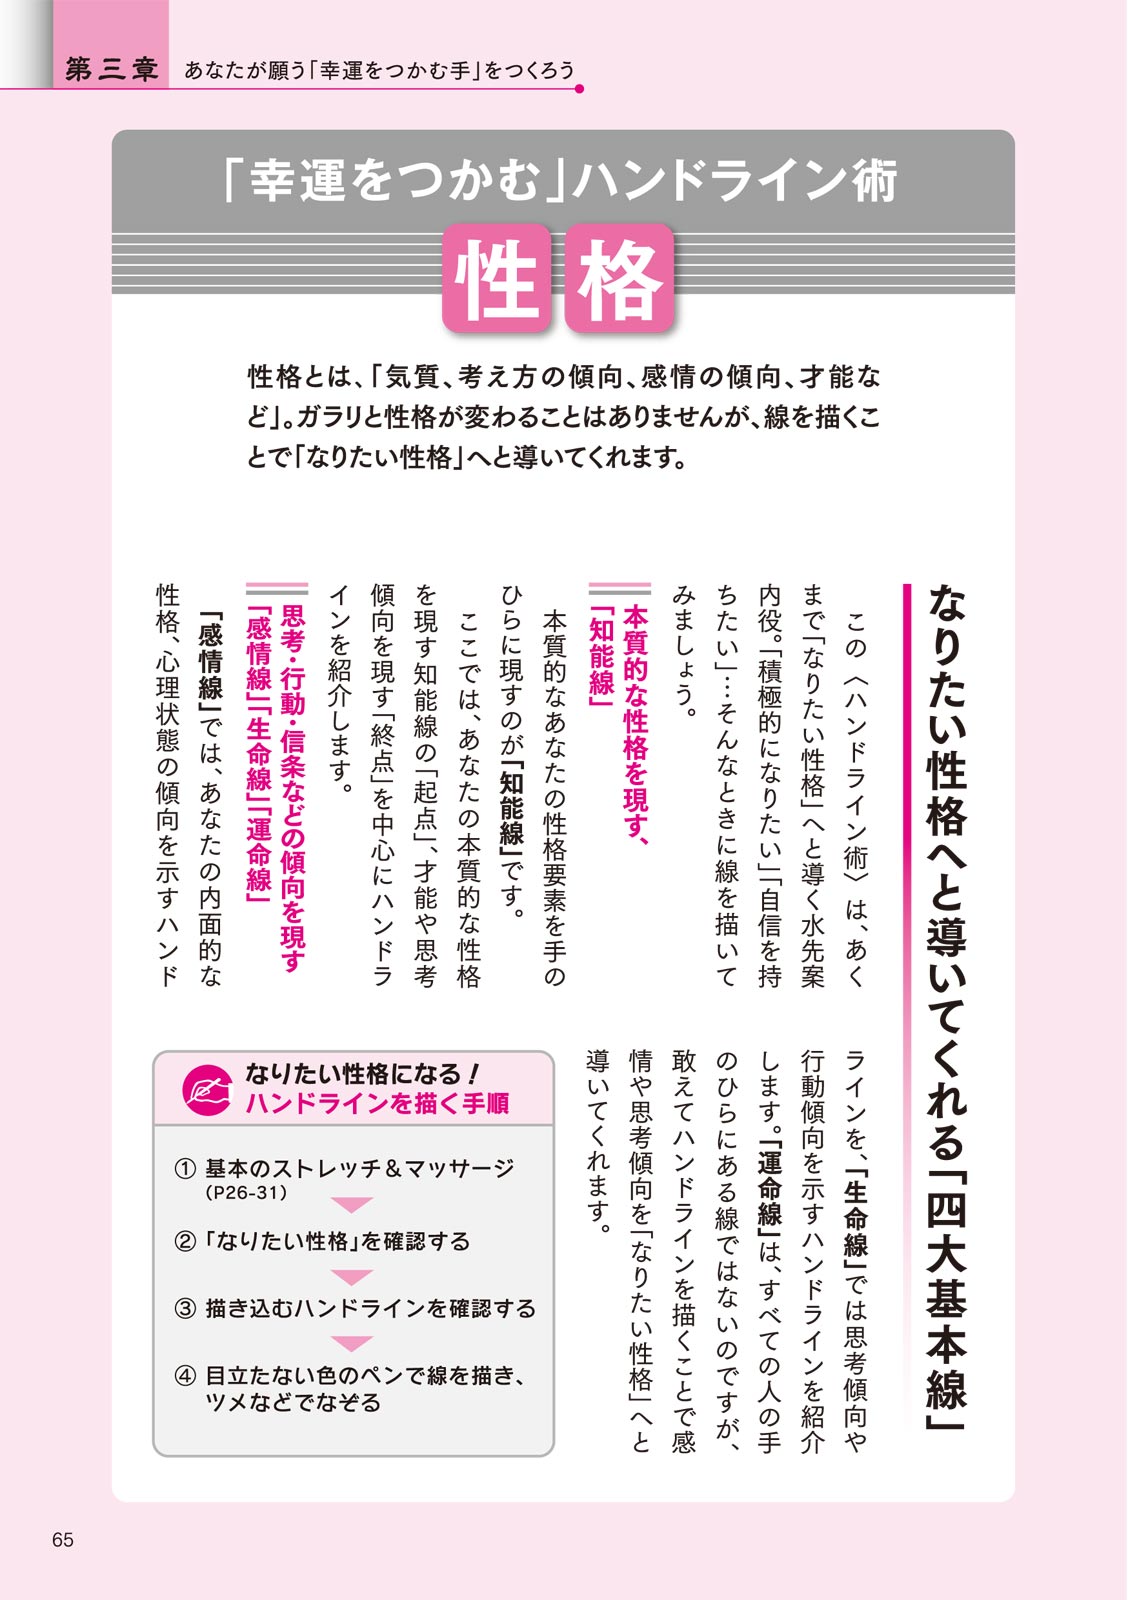 第三章 あなたが願う「幸運をつかむ手」をつくろう
「幸運をつかむ」ハンドライン術
性格
性格とは、「気質、考え方の傾向、感情の傾向、才能な
ど」。ガラリと性格が変わることはありませんが、線を描くこ
とで「なりたい性格」へと導いてくれます。
なりたい性格へと導いてくれる「四大基本線」
この〈ハンドライン術〉は、あく
まで「なりたい性格」へと導く水先案
内役。「積極的になりたい」「自信を持
ちたい」…そんなときに線を描いて
みましょう。
本質的な性格を現す、
「知能線」
本質的なあなたの性格要素を手の
ひらに現すのが「知能線」です。
ここでは、あなたの本質的な性格
を現す知能線の「起点」、才能や思考
傾向を現す「終点」を中心にハンドラ
インを紹介します。
思考・行動・信条などの傾向を現す
「感情線」「生命線」「運命線」
「感情線」では、あなたの内面的な
性格、心理状態の傾向を示すハンド
ラインを、「生命線」では思考傾向や
行動傾向を示すハンドラインを紹介
します。「運命線」は、すべての人の手
のひらにある線ではないのですが、
敢えてハンドラインを描くことで感
情や思考傾向を「なりたい性格」へと
導いてくれます。
なりたい性格になる！
ハンドラインを描く手順
① 基本のストレッチ＆マッサージ
（P26-31）
② 「なりたい性格」を確認する
③ 描き込むハンドラインを確認する
④ 目立たない色のペンで線を描き、
ツメなどでなぞる
65